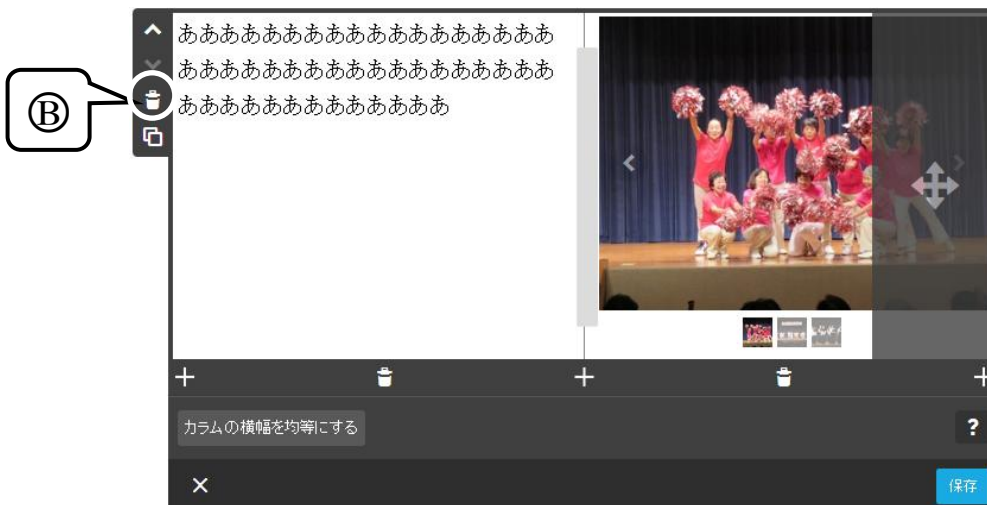 Ⓑ
ああああああああああああああああああ
ああああああああああああああああああ
あああああああああああああ
カラムの横幅を均等にする
?
保存